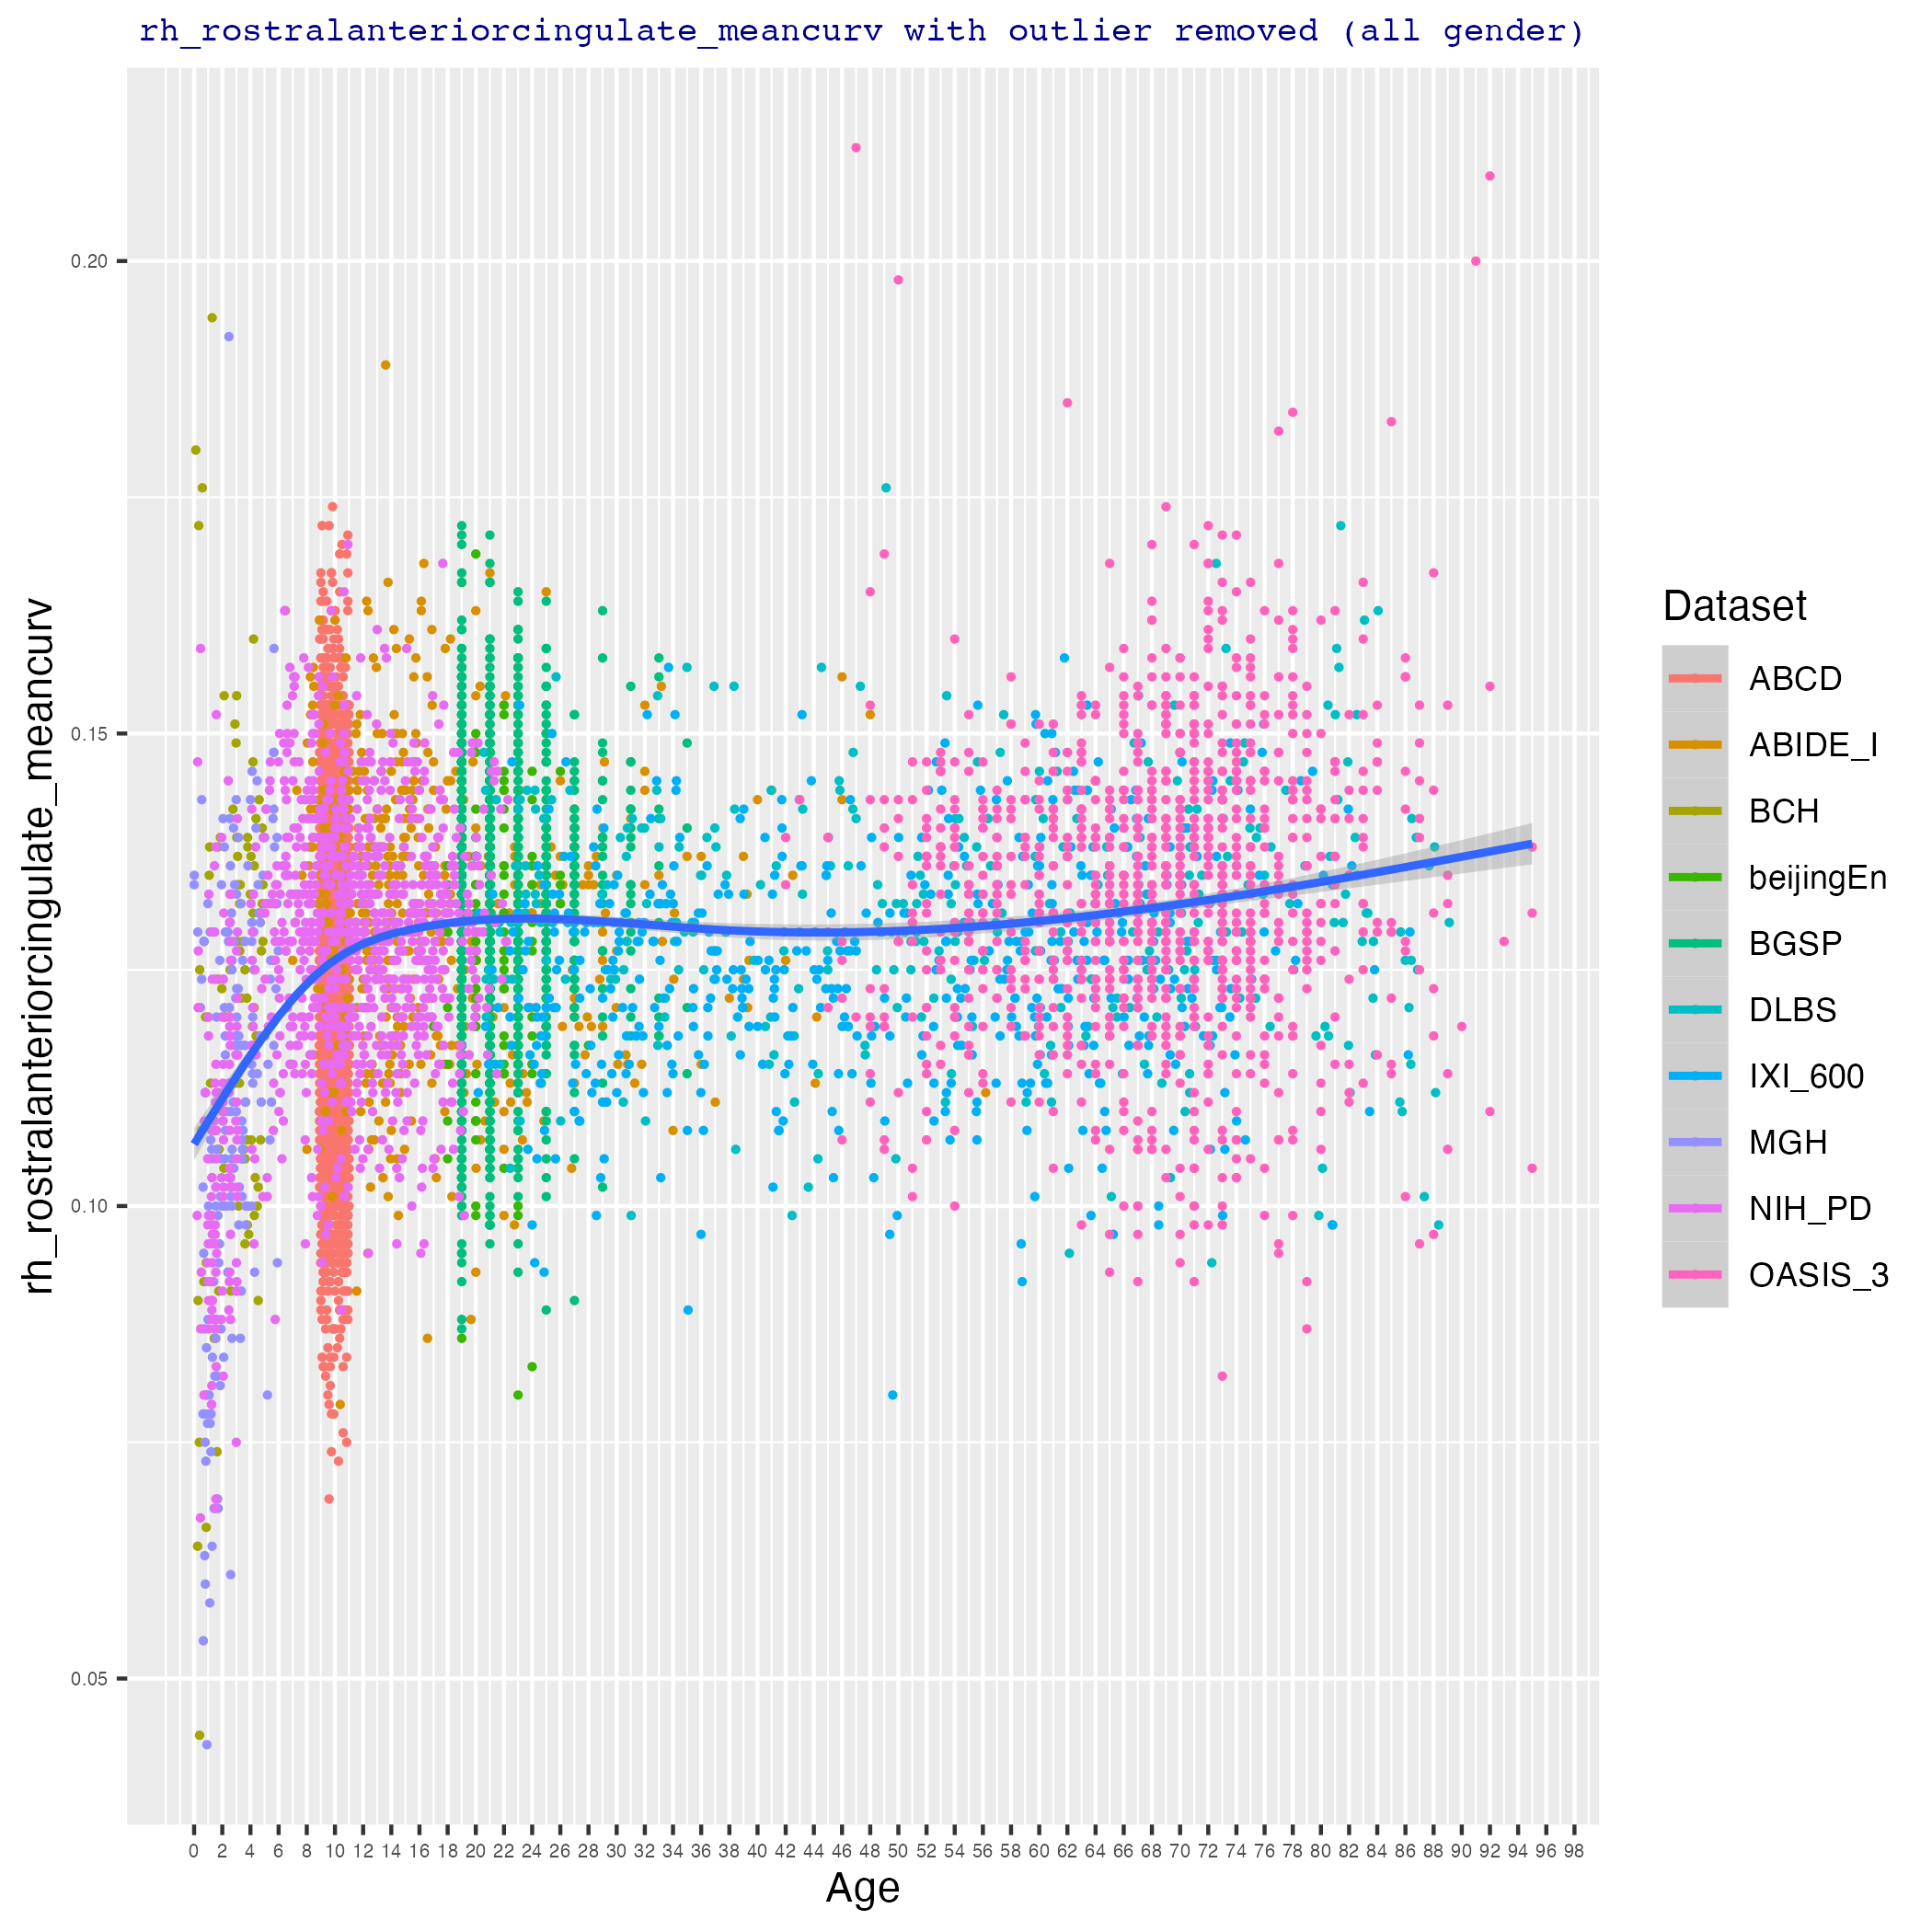 rh_rostralanteriorcingulate_meancurv with outlier removed (all gender)
rh_rostralanteriorcingulate_meancurv
0.20
0.15
0.10
0.05
0 2 4 6 8 10 12 14 16 18 20 22 24 26 28 30 32 34 36 38 40 42 44 46 48 50 52 54 56 58 60 62 64 66 68 70 72 74 76 78 80 82 84 86 88 90 92 94 96 98
Age
Dataset
ABCD
ABIDE_I
BCH
beijingEn
BGSP
DLBS
IXI_600
MGH
NIH_PD
OASIS_3